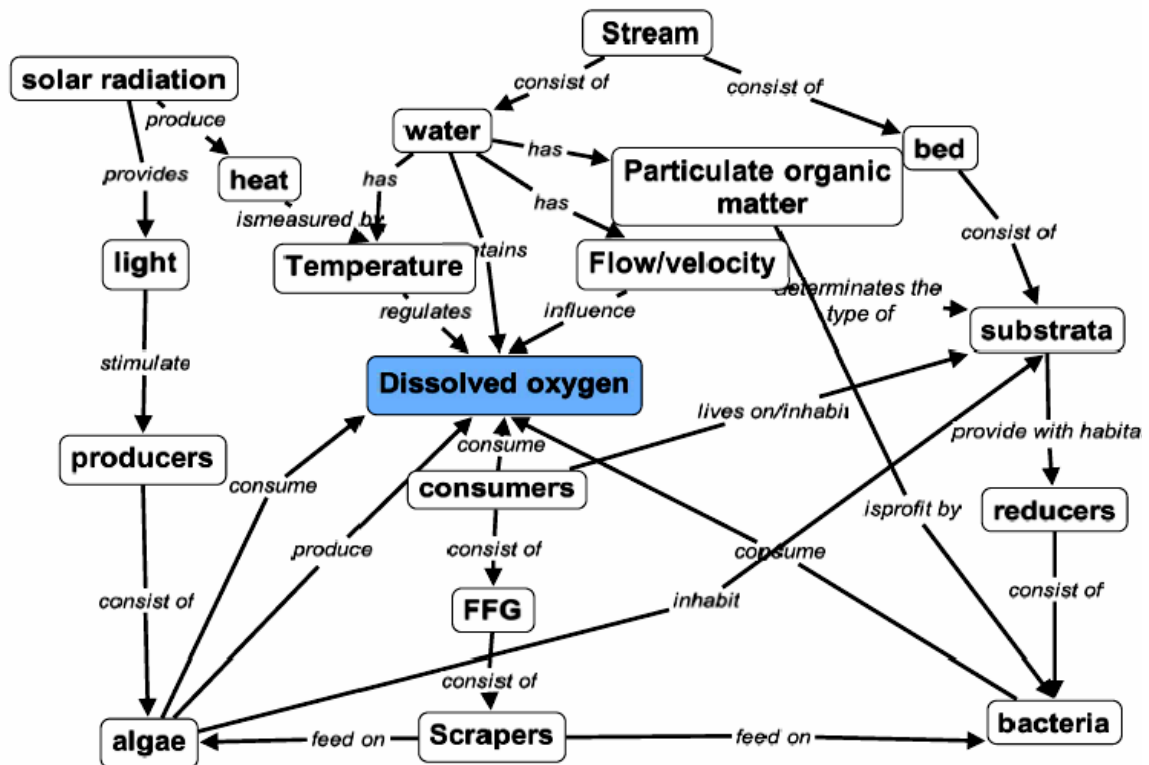 Stream
solar radiation
consist of
consist of
produce
water
has
bed
provides
heat
has
Particulate organic
matter
has
ismeasured by
consist of
light
Temperature
ntains
Flow/velocity
determinates the
type of
regulates
influence
substrata
stimulate
Dissolved oxygen
lives on/inhabit
consume
provide with habita
producers
consume
consumers
isprofit by
reducers
produce
consist of
consume
consist of
consist of
FFG
inhabit
consist of
algae
feed on
Scrapers
feed on
bacteria